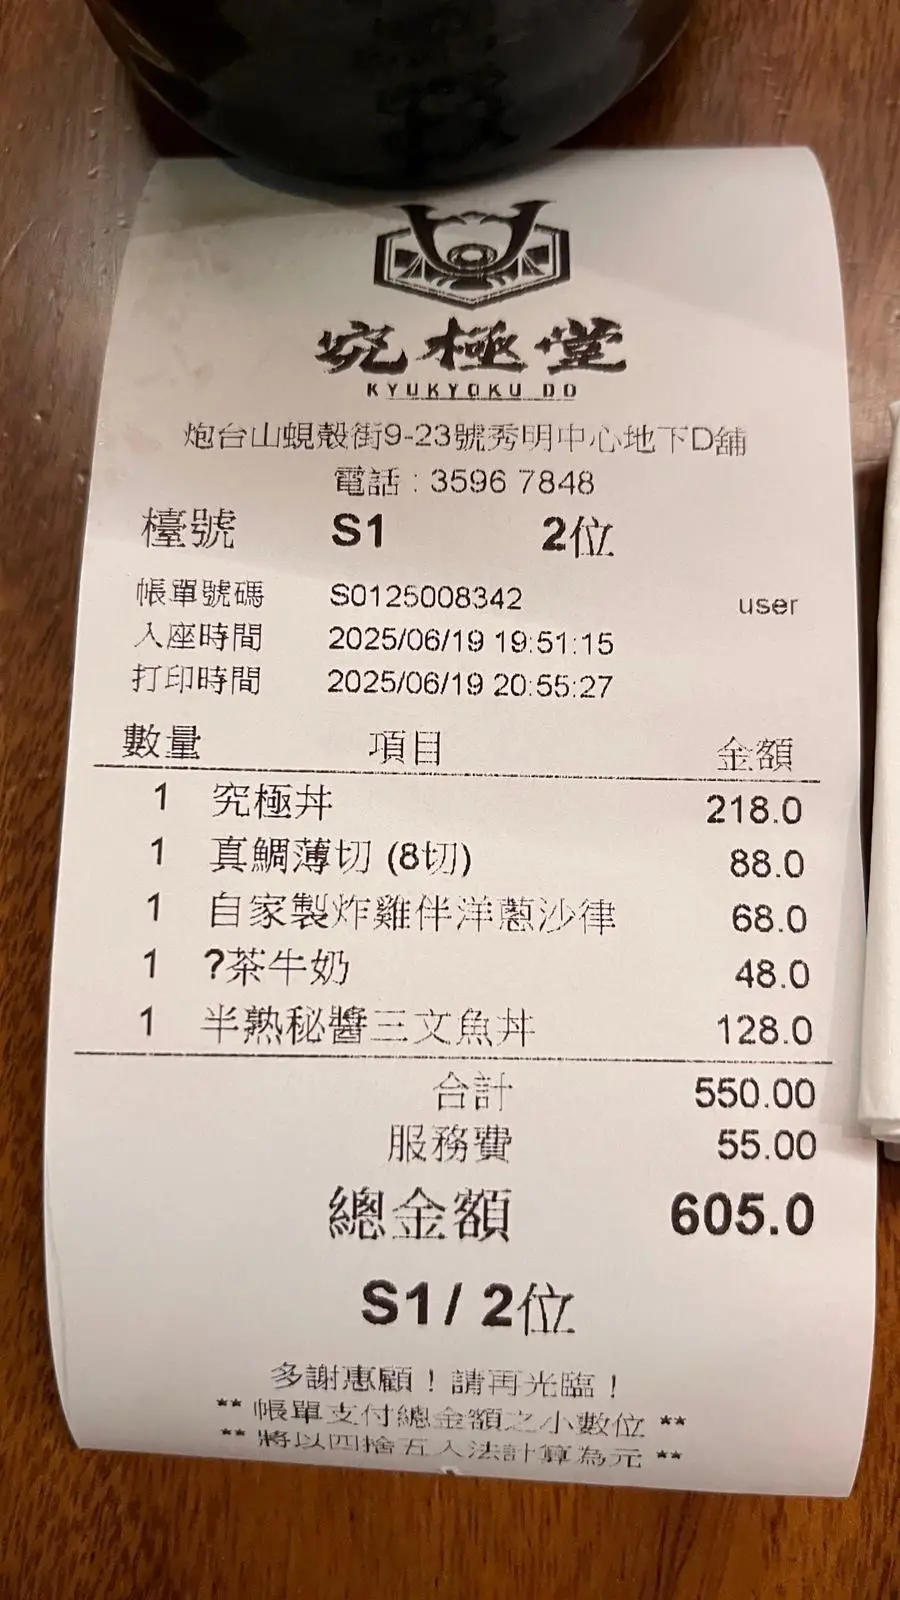 究極堂
KYUKYOKU DO
炮台山蜆殼街9-23號秀明中心地下D舖
電話 : 3596 7848
檯號 S1 2位
帳單號碼 S0125008342 user
入座時間 2025/06/19 19:51:15
打印時間 2025/06/19 20:55:27
數量 項目 金額
1 究極丼 218.0
1 真鯛薄切 (8切) 88.0
1 自家製炸雞伴洋蔥沙律 68.0
1 ?茶牛奶 48.0
1 半熟秘醬三文魚丼 128.0
合計 550.00
服務費 55.00
總金額 605.0
S1 / 2位
多謝惠顧！請再光臨！
** 帳單支付總金額之小數位 **
** 將以四捨五入法計算為元 **